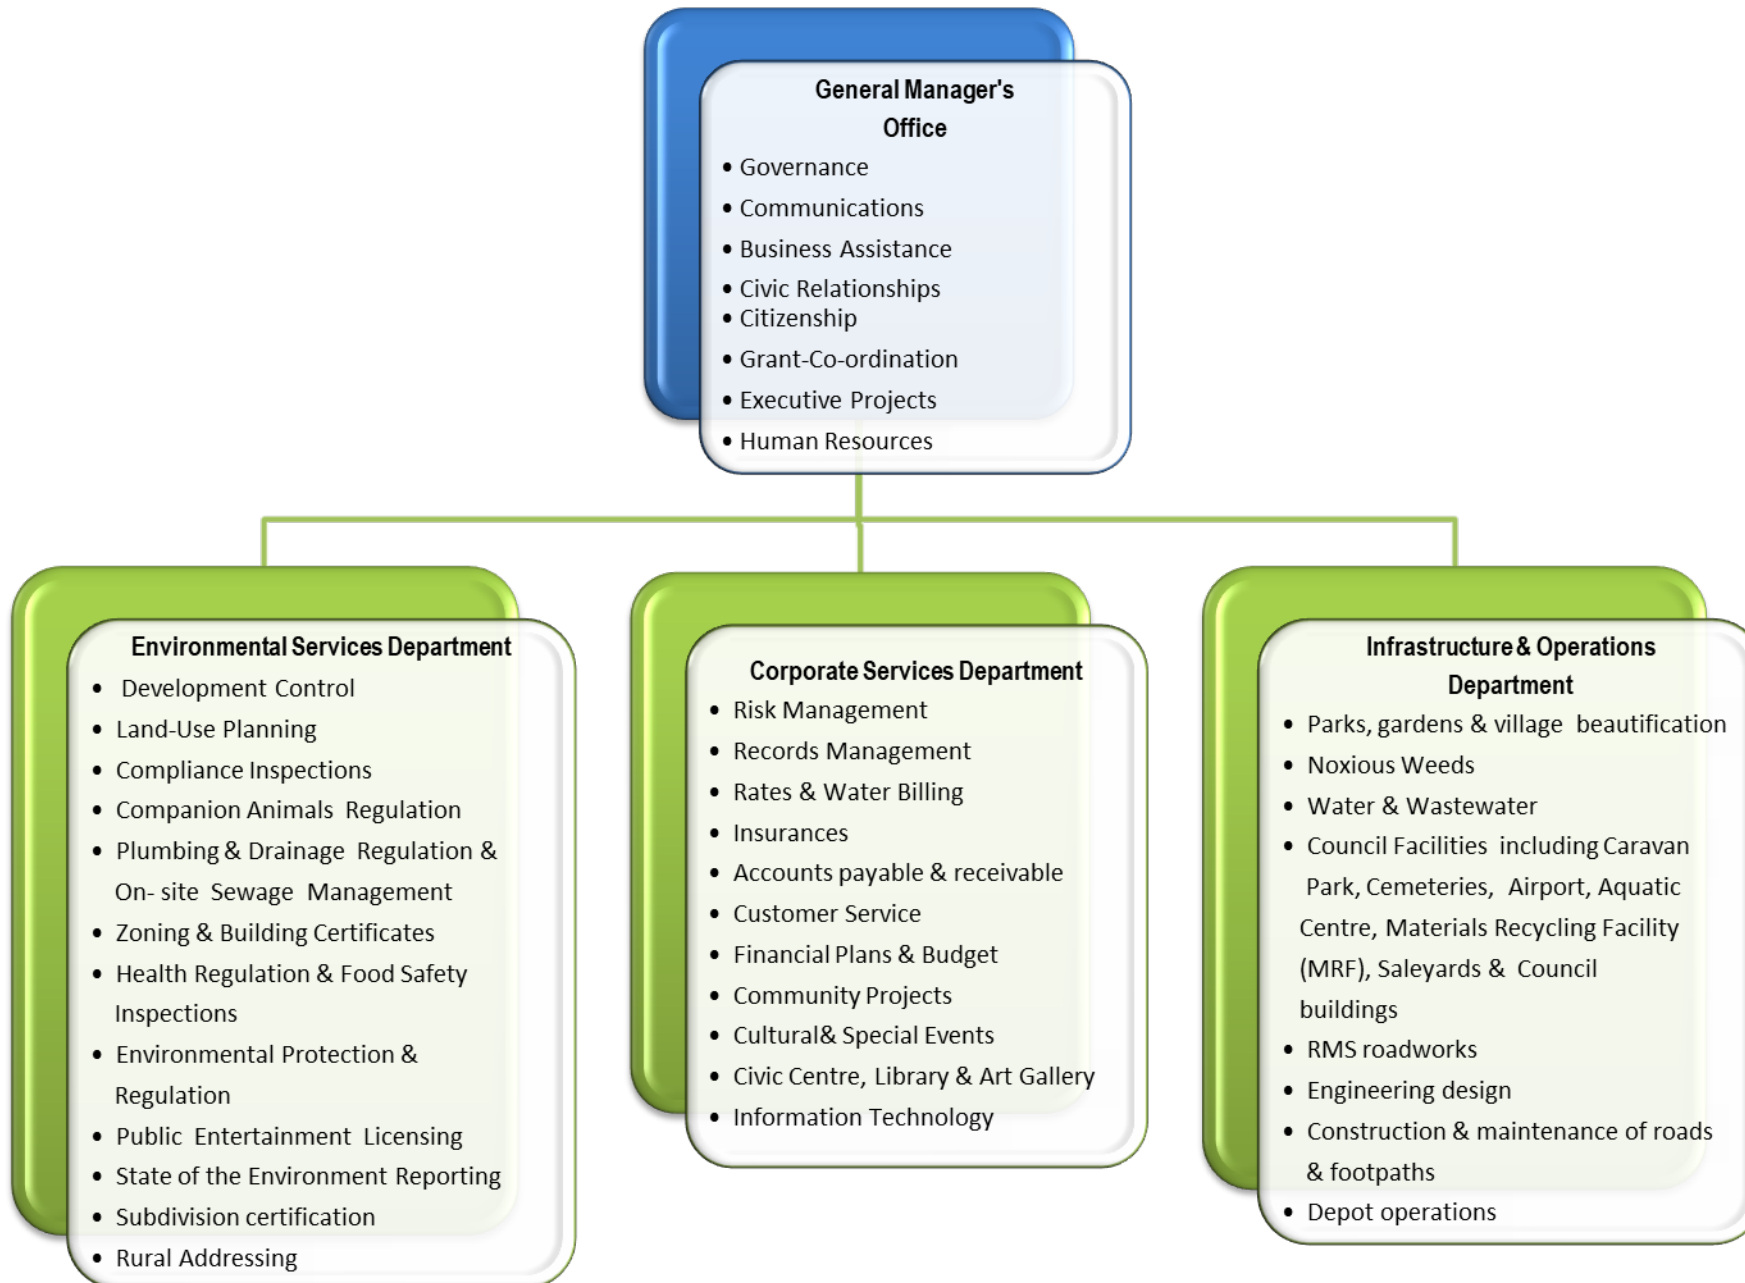 General Manager's
Office
• Governance
• Communications
• Business Assistance
• Civic Relationships
• Citizenship
• Grant-Co-ordination
• Executive Projects
• Human Resources
Environmental Services Department
• Development Control
• Land-Use Planning
• Compliance Inspections
• Companion Animals Regulation
• Plumbing & Drainage Regulation &
On- site Sewage Management
• Zoning & Building Certificates
• Health Regulation & Food Safety
Inspections
• Environmental Protection &
Regulation
• Public Entertainment Licensing
• State of the Environment Reporting
• Subdivision certification
• Rural Addressing
Corporate Services Department
• Risk Management
• Records Management
• Rates & Water Billing
• Insurances
• Accounts payable & receivable
• Customer Service
• Financial Plans & Budget
• Community Projects
• Cultural& Special Events
• Civic Centre, Library & Art Gallery
• Information Technology
Infrastructure & Operations
Department
• Parks, gardens & village beautification
• Noxious Weeds
• Water & Wastewater
• Council Facilities including Caravan
Park, Cemeteries, Airport, Aquatic
Centre, Materials Recycling Facility
(MRF), Saleyards & Council
buildings
• RMS roadworks
• Engineering design
• Construction & maintenance of roads
& footpaths
• Depot operations